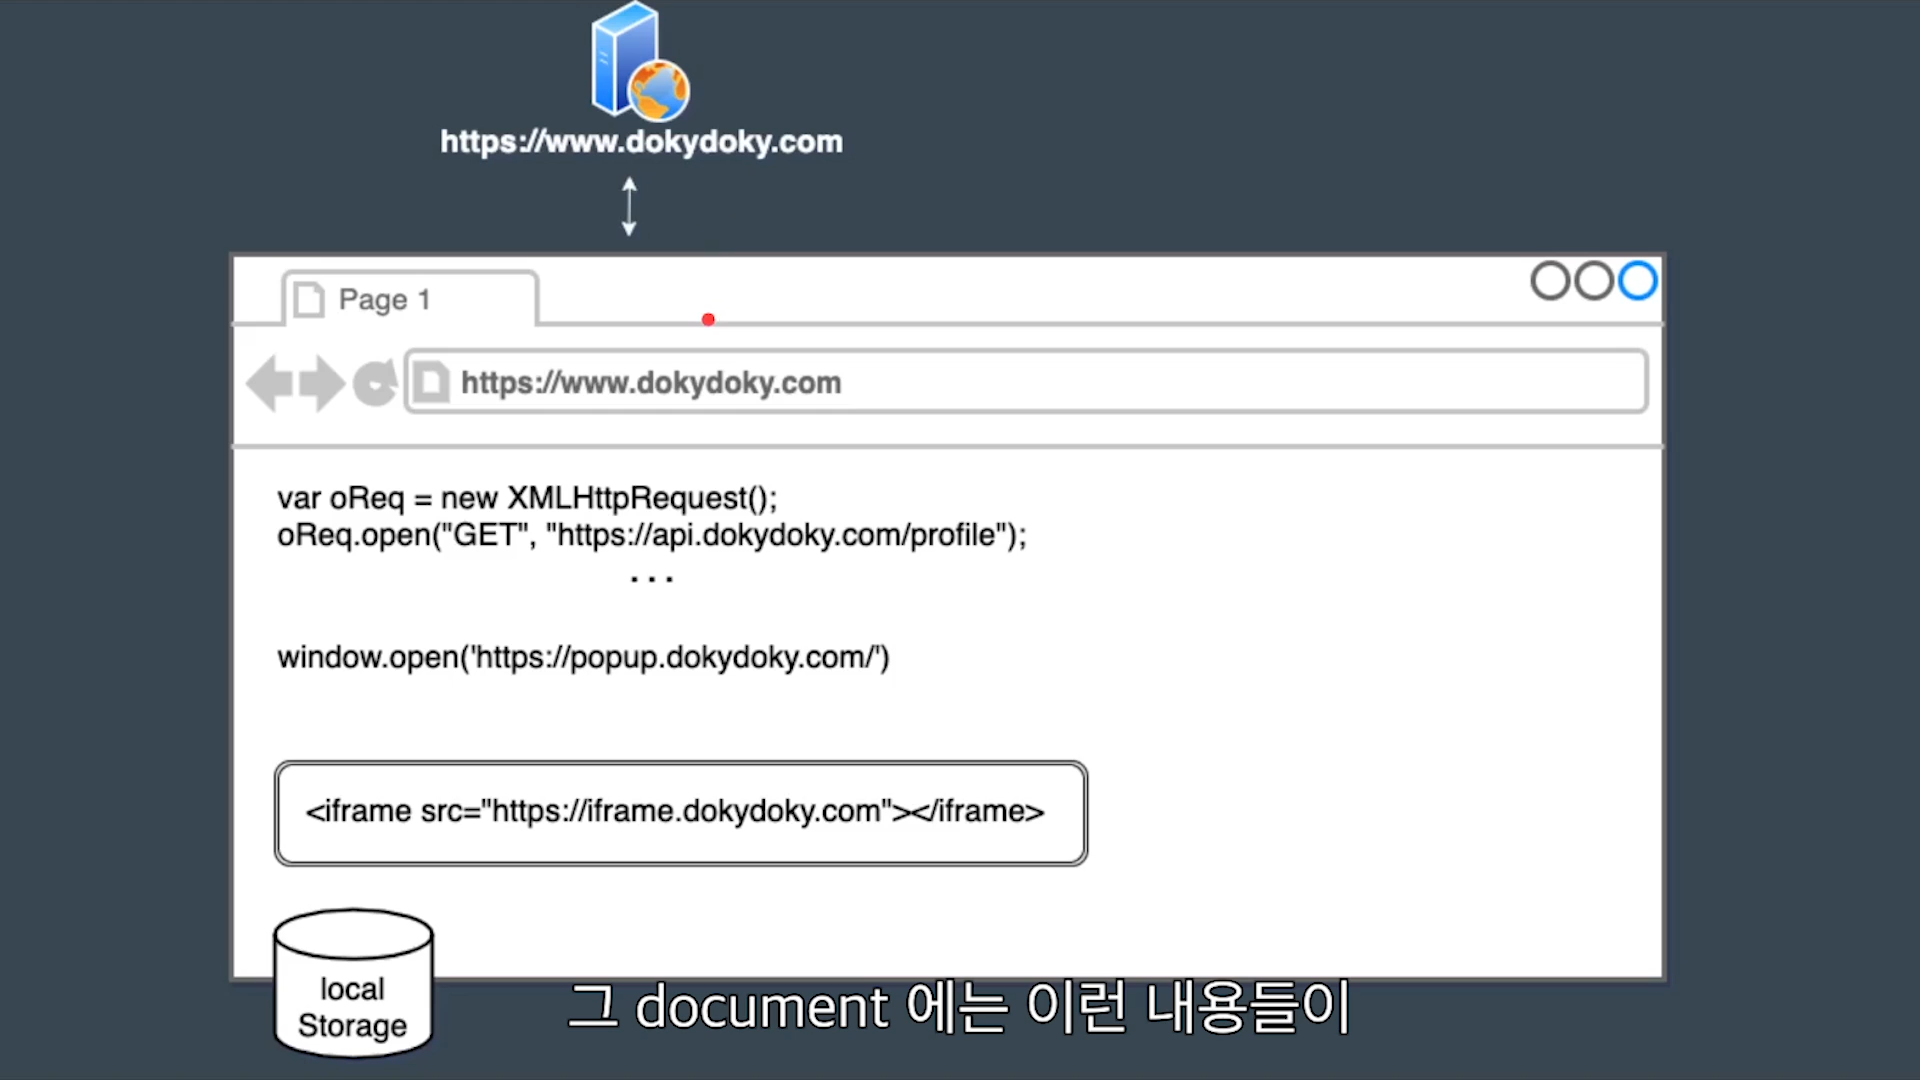 https://www.dokydoky.com
Page 1
https://www.dokydoky.com
var oReq = new XMLHttpRequest();
oReq.open("GET", "https://api.dokydoky.com/profile");
...
window.open('https://popup.dokydoky.com/')
<iframe src="https://iframe.dokydoky.com"></iframe>
local
Storage
그 document 에는 이런 내용들이